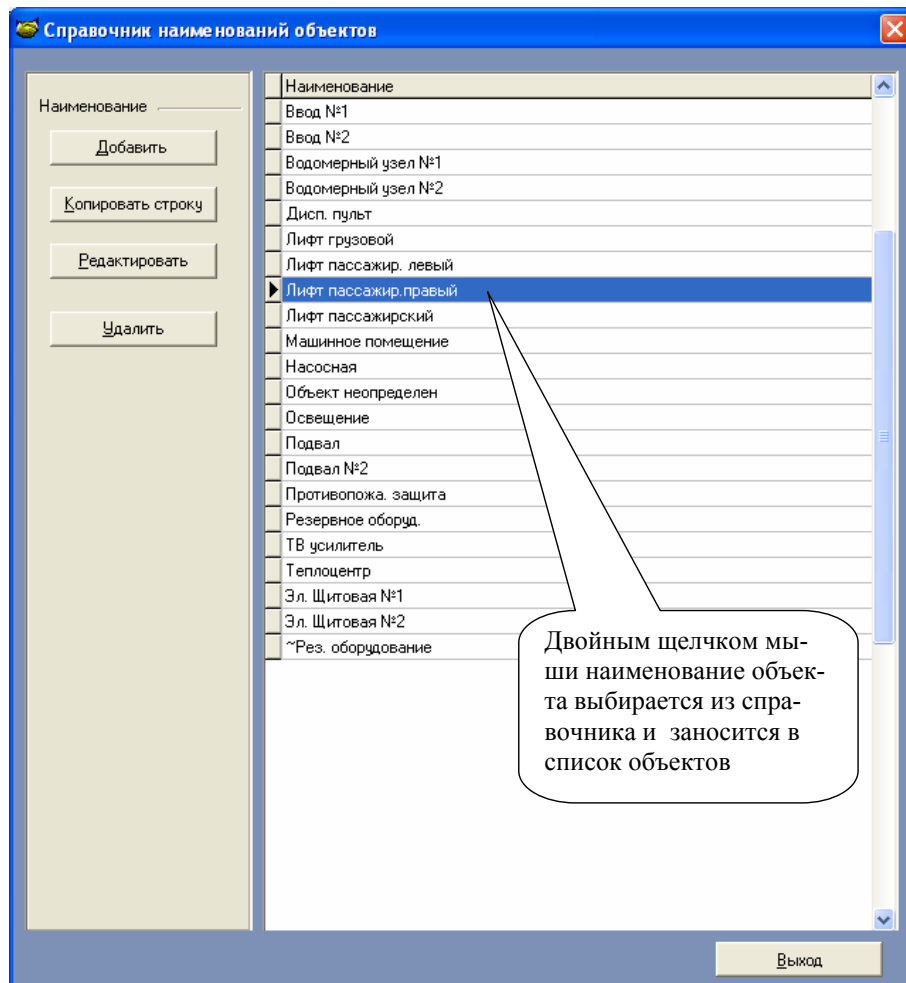 Справочник наименований объектов
Наименование
Добавить
Копировать строку
Редактировать
Удалить
Наименование
Ввод №1
Ввод №2
Водомерный узел №1
Водомерный узел №2
Дисп. пульт
Лифт грузовой
Лифт пассажир. левый
Лифт пассажир.правый
Лифт пассажирский
Машинное помещение
Насосная
Объект неопределен
Освещение
Подвал
Подвал №2
Противопожа. защита
Резервное оборуд.
ТВ усилитель
Теплоцентр
Эл. Щитовая №1
Эл. Щитовая №2
~Рез. оборудование
Двойным щелчком мы-
ши наименование объек-
та выбирается из спра-
вочника и заносится в
список объектов
Выход